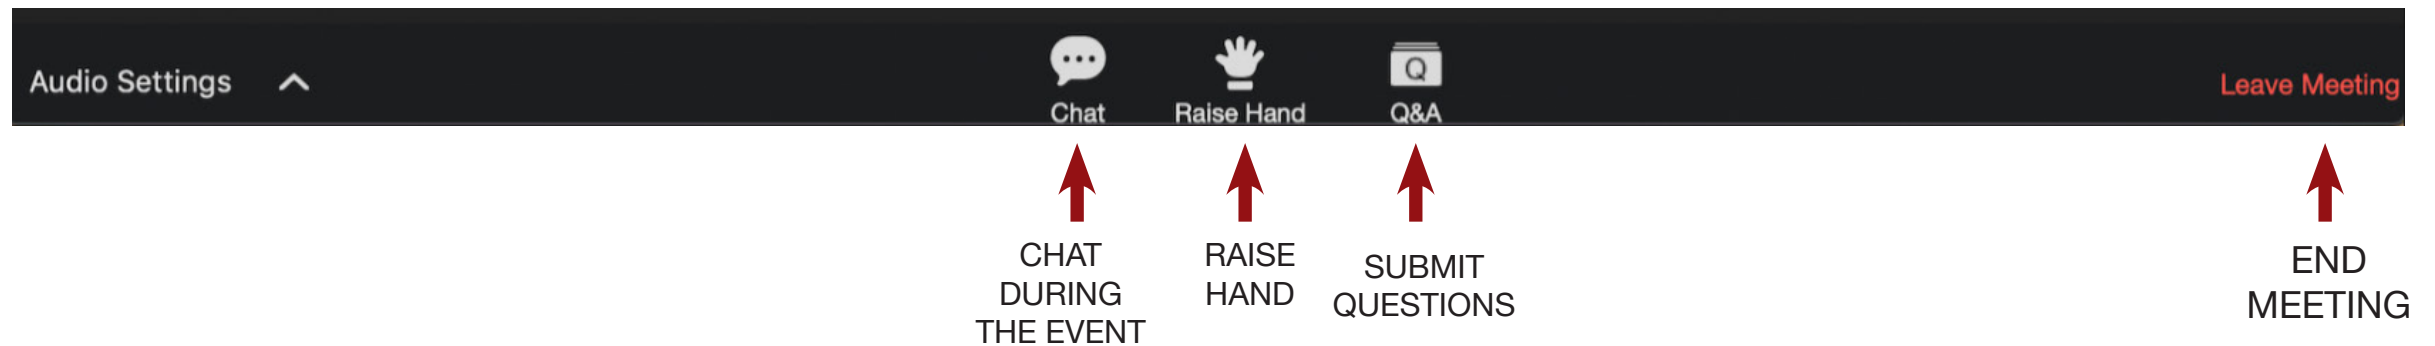 Audio Settings
Chat
Raise Hand
Q
Q&A
Leave Meeting
CHAT
DURING
THE EVENT
RAISE
HAND
SUBMIT
QUESTIONS
END
MEETING